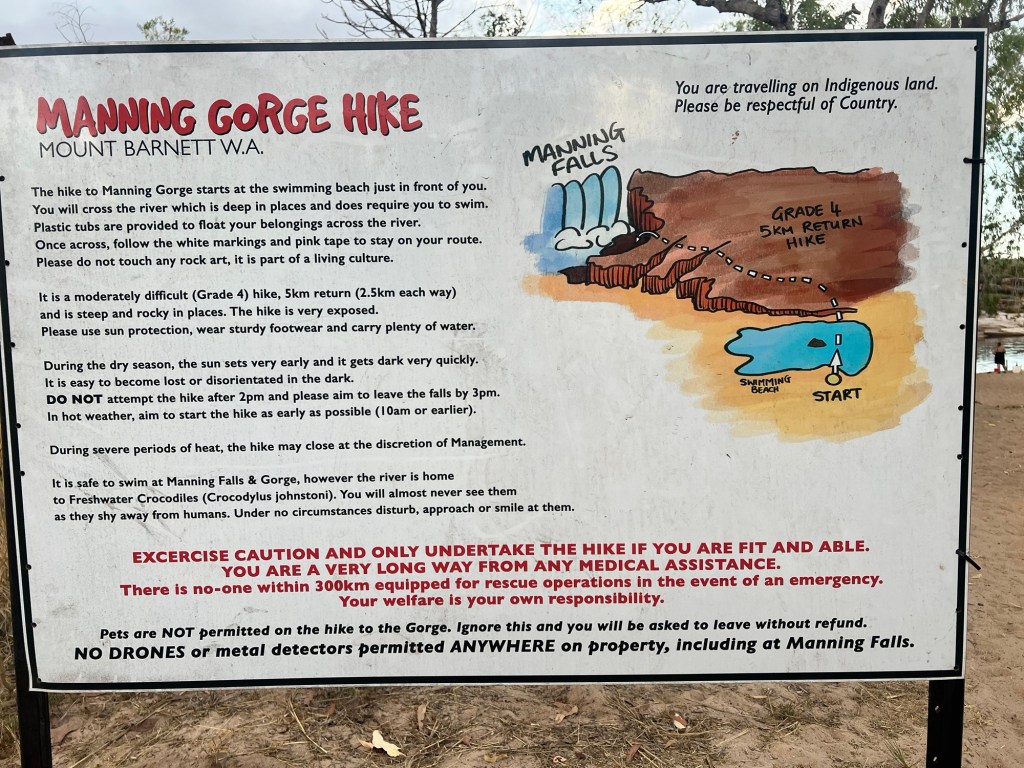 MANNING GORGE HIKE
MOUNT BARNETT W.A.
You are travelling on Indigenous land.
Please be respectful of Country.
The hike to Manning Gorge starts at the swimming beach just in front of you.
You will cross the river which is deep in places and does require you to swim.
Plastic tubs are provided to float your belongings across the river.
Once across, follow the white markings and pink tape to stay on your route.
Please do not touch any rock art, it is part of a living culture.
It is a moderately difficult (Grade 4) hike, 5km return (2.5km each way)
and is steep and rocky in places. The hike is very exposed.
Please use sun protection, wear sturdy footwear and carry plenty of water.
During the dry season, the sun sets very early and it gets dark very quickly.
It is easy to become lost or disorientated in the dark.
DO NOT attempt the hike after 2pm and please aim to leave the falls by 3pm.
In hot weather, aim to start the hike as early as possible (10am or earlier).
During severe periods of heat, the hike may close at the discretion of Management.
It is safe to swim at Manning Falls & Gorge, however the river is home
to Freshwater Crocodiles (Crocodylus johnstoni). You will almost never see them
as they shy away from humans. Under no circumstances disturb, approach or smile at them.
MANNING
FALLS
GRADE 4
5KM RETURN
HIKE
SWIMMING
BEACH
START
EXCERCISE CAUTION AND ONLY UNDERTAKE THE HIKE IF YOU ARE FIT AND ABLE.
YOU ARE A VERY LONG WAY FROM ANY MEDICAL ASSISTANCE.
There is no-one within 300km equipped for rescue operations in the event of an emergency.
Your welfare is your own responsibility.
Pets are NOT permitted on the hike to the Gorge. Ignore this and you will be asked to leave without refund.
NO DRONES or metal detectors permitted ANYWHERE on property, including at Manning Falls.